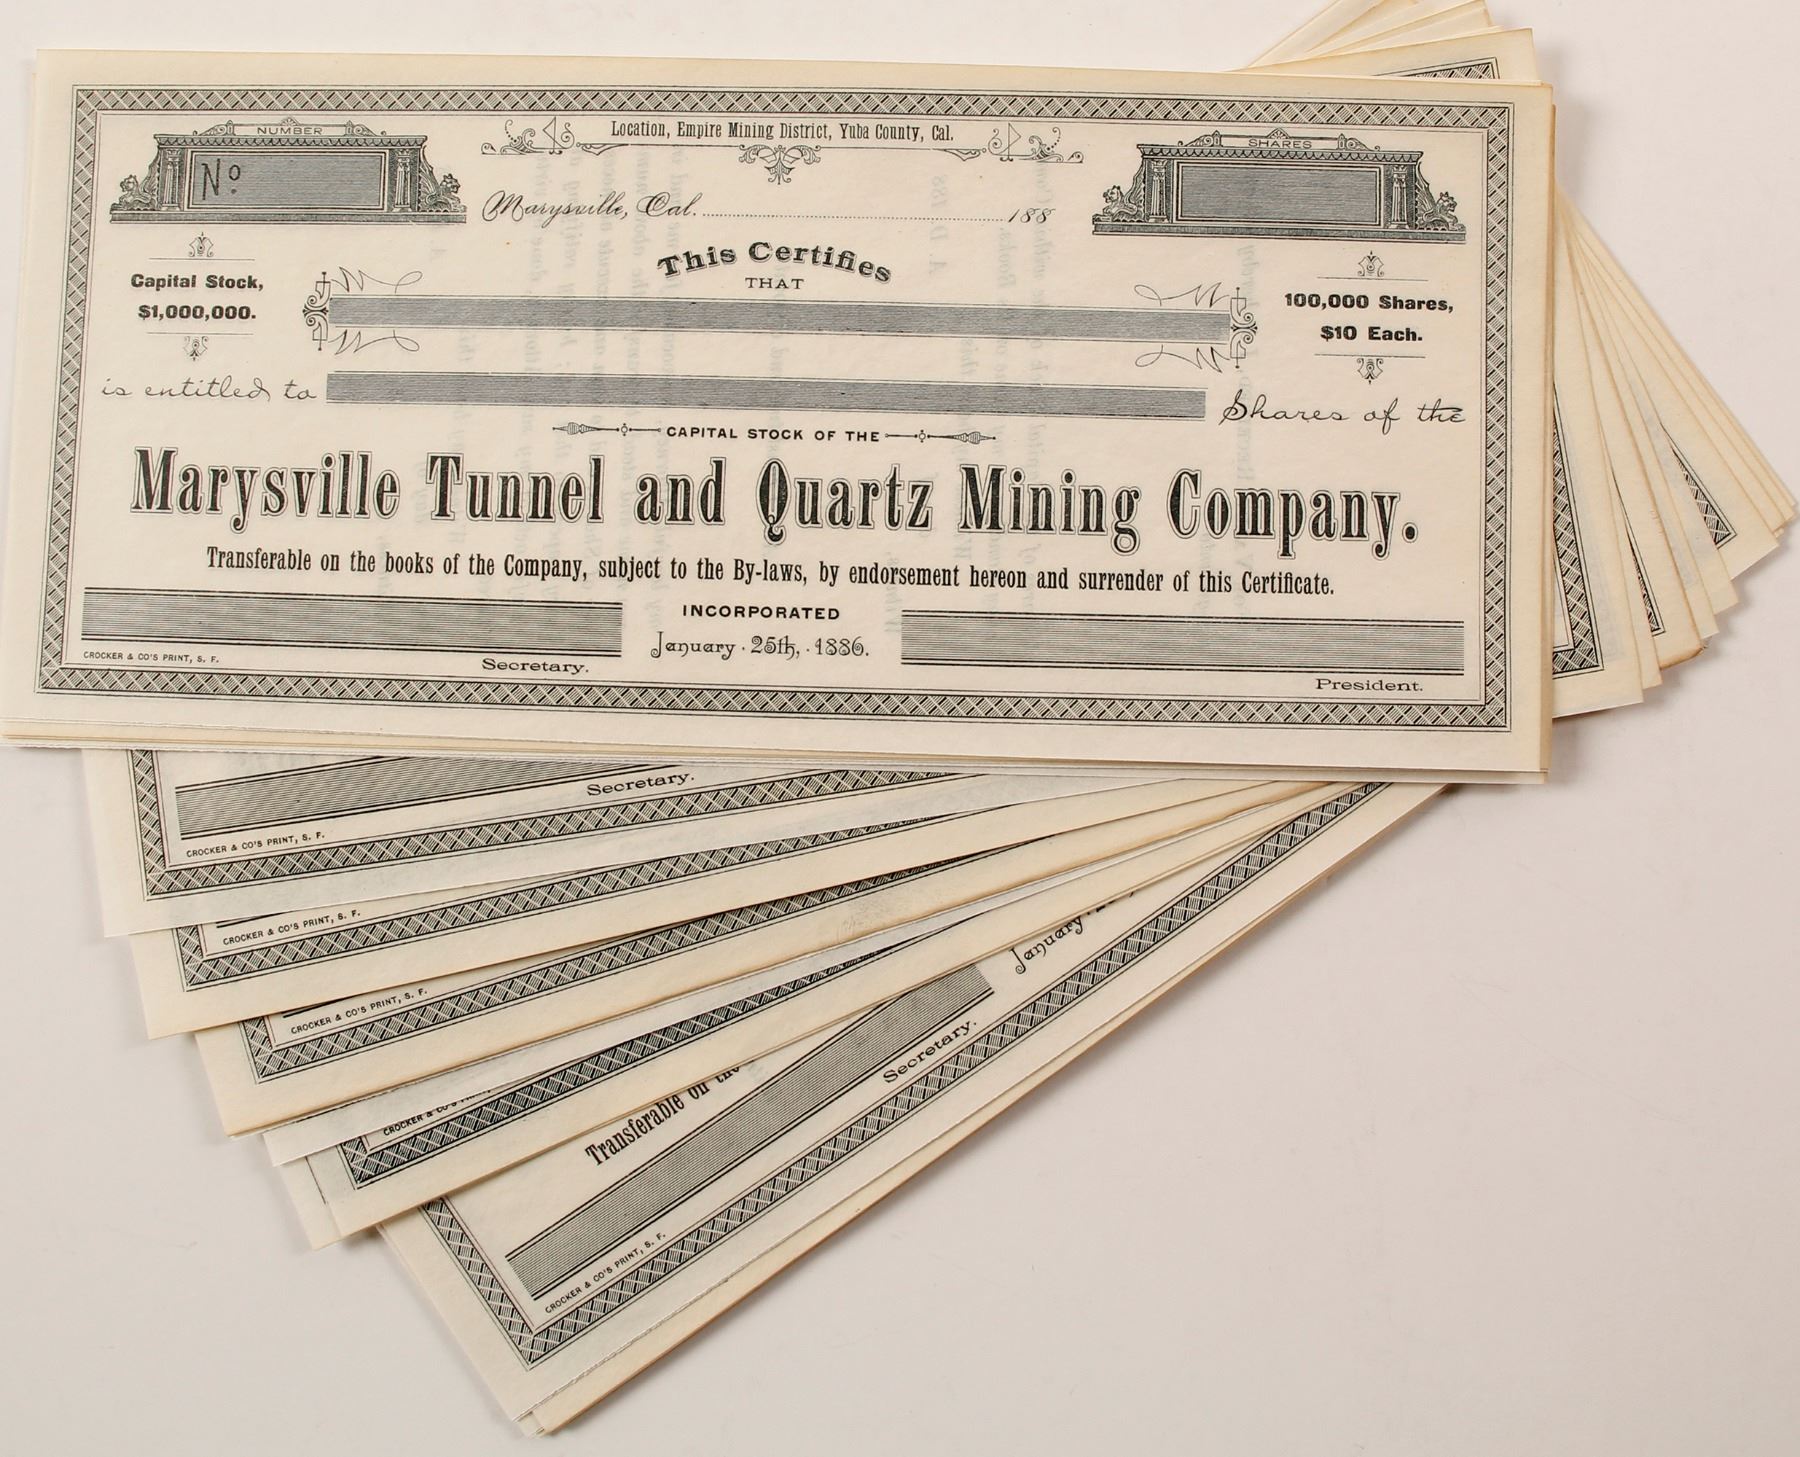 NUMBER
Nº
Location, Empire Mining District, Yuba County, Cal.
SHARES
Marysville, Cal. 188
Capital Stock,
$1,000,000.
This Certifies
THAT
100,000 Shares,
$10 Each.
is entitled to Shares of the
CAPITAL STOCK OF THE
Marysville Tunnel and Quartz Mining Company.
Transferable on the books of the Company, subject to the By-laws, by endorsement hereon and surrender of this Certificate.
INCORPORATED
January 25th, 1886.
CROCKER & CO'S PRINT, S. F.
Secretary.
President.
Secretary.
CROCKER & CO'S PRINT, S. F.
CROCKER & CO'S PRINT, S. F.
CROCKER & CO'S PRINT, S. F.
CROCKER & CO'S
January
Transferable on the
Secretary.
CROCKER & CO'S PRINT, S. F.